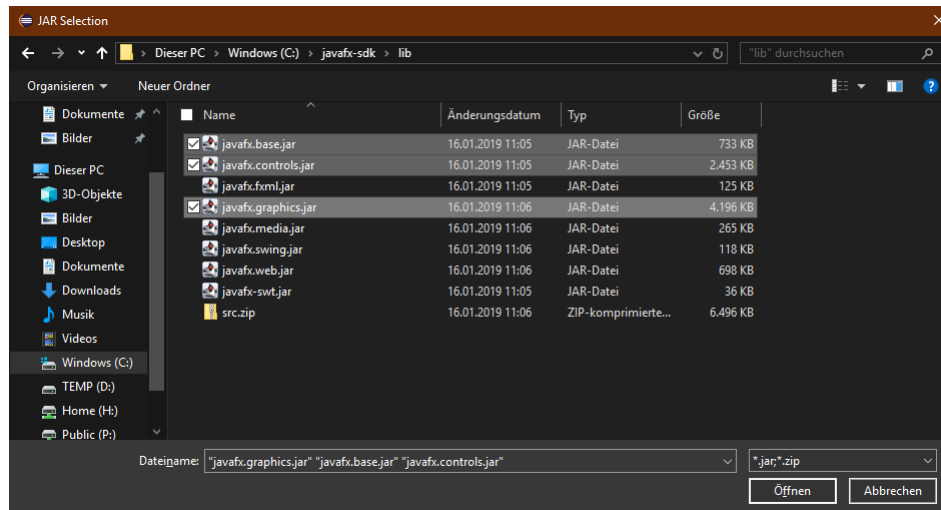 JAR Selection
Dieser PC > Windows (C:) > javafx-sdk > lib
"lib" durchsuchen
Organisieren
Neuer Ordner
?
Dokumente
Bilder
Dieser PC
3D-Objekte
Bilder
Desktop
Dokumente
Downloads
Musik
Videos
Windows (C:)
TEMP (D:)
Home (H:)
Public (P:)
Name Änderungsdatum Typ Größe
javafx.base.jar 16.01.2019 11:05 JAR-Datei 733 KB
javafx.controls.jar 16.01.2019 11:05 JAR-Datei 2.453 KB
javafx.fxml.jar 16.01.2019 11:05 JAR-Datei 125 KB
javafx.graphics.jar 16.01.2019 11:06 JAR-Datei 4.196 KB
javafx.media.jar 16.01.2019 11:06 JAR-Datei 265 KB
javafx.swing.jar 16.01.2019 11:06 JAR-Datei 118 KB
javafx.web.jar 16.01.2019 11:06 JAR-Datei 698 KB
javafx-swt.jar 16.01.2019 11:05 JAR-Datei 36 KB
src.zip 16.01.2019 11:06 ZIP-komprimierte... 6.496 KB
Dateiname: "javafx.graphics.jar" "javafx.base.jar" "javafx.controls.jar"
*.jar;*.zip
Öffnen
Abbrechen